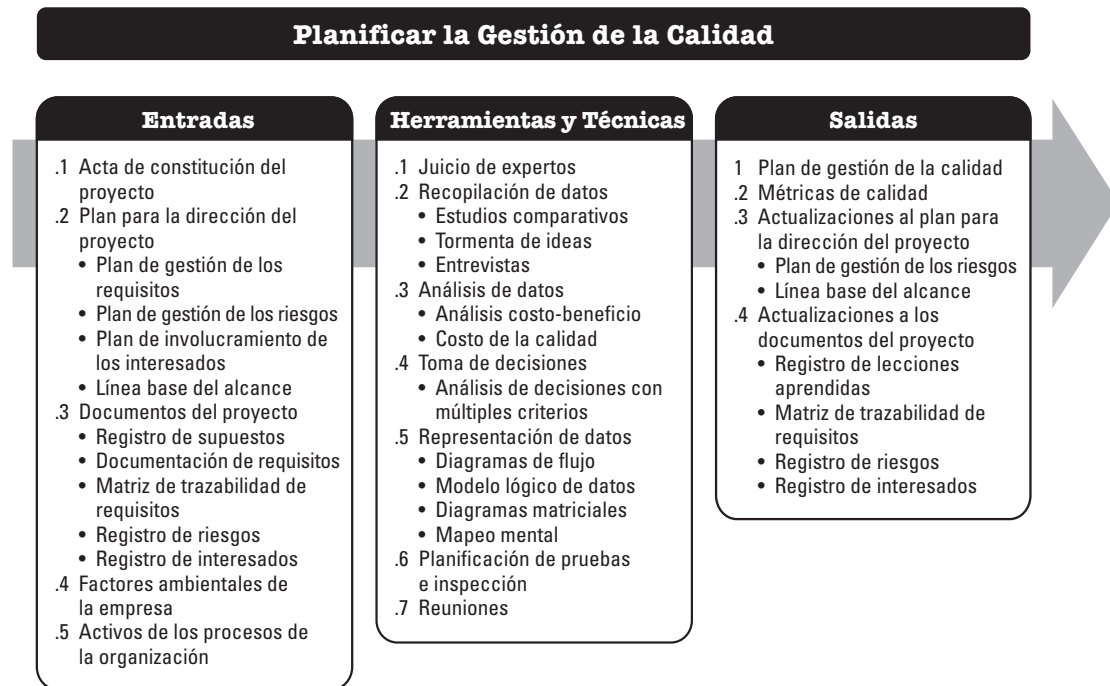 Planificar la Gestión de la Calidad
Entradas
.1 Acta de constitución del
proyecto
.2 Plan para la dirección del
proyecto
• Plan de gestión de los
requisitos
• Plan de gestión de los riesgos
• Plan de involucramiento de
los interesados
• Línea base del alcance
.3 Documentos del proyecto
• Registro de supuestos
• Documentación de requisitos
• Matriz de trazabilidad de
requisitos
• Registro de riesgos
• Registro de interesados
.4 Factores ambientales de
la empresa
.5 Activos de los procesos de
la organización
Herramientas y Técnicas
.1 Juicio de expertos
.2 Recopilación de datos
• Estudios comparativos
• Tormenta de ideas
• Entrevistas
.3 Análisis de datos
• Análisis costo-beneficio
• Costo de la calidad
.4 Toma de decisiones
• Análisis de decisiones con
múltiples criterios
.5 Representación de datos
• Diagramas de flujo
• Modelo lógico de datos
• Diagramas matriciales
• Mapeo mental
.6 Planificación de pruebas
e inspección
.7 Reuniones
Salidas
1 Plan de gestión de la calidad
.2 Métricas de calidad
.3 Actualizaciones al plan para
la dirección del proyecto
• Plan de gestión de los riesgos
• Línea base del alcance
.4 Actualizaciones a los
documentos del proyecto
• Registro de lecciones
aprendidas
• Matriz de trazabilidad de
requisitos
• Registro de riesgos
• Registro de interesados